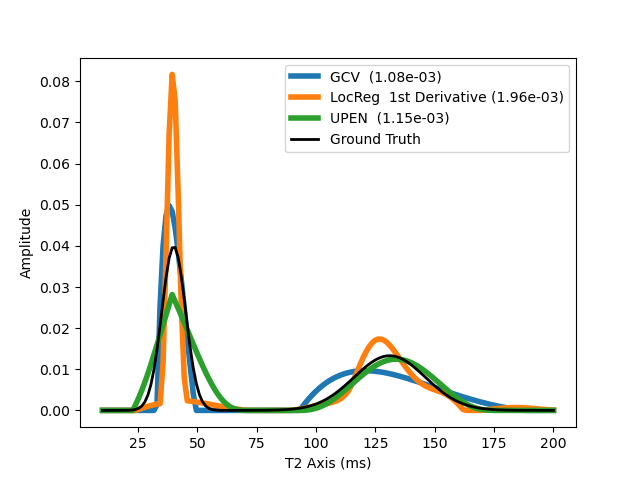 GCV  (1.08e-03)
LocReg  1st Derivative (1.96e-03)
UPEN  (1.15e-03)
Ground Truth
0.08
0.07
0.06
0.05
0.04
0.03
0.02
0.01
0.00
Amplitude
25 50 75 100 125 150 175 200
T2 Axis (ms)